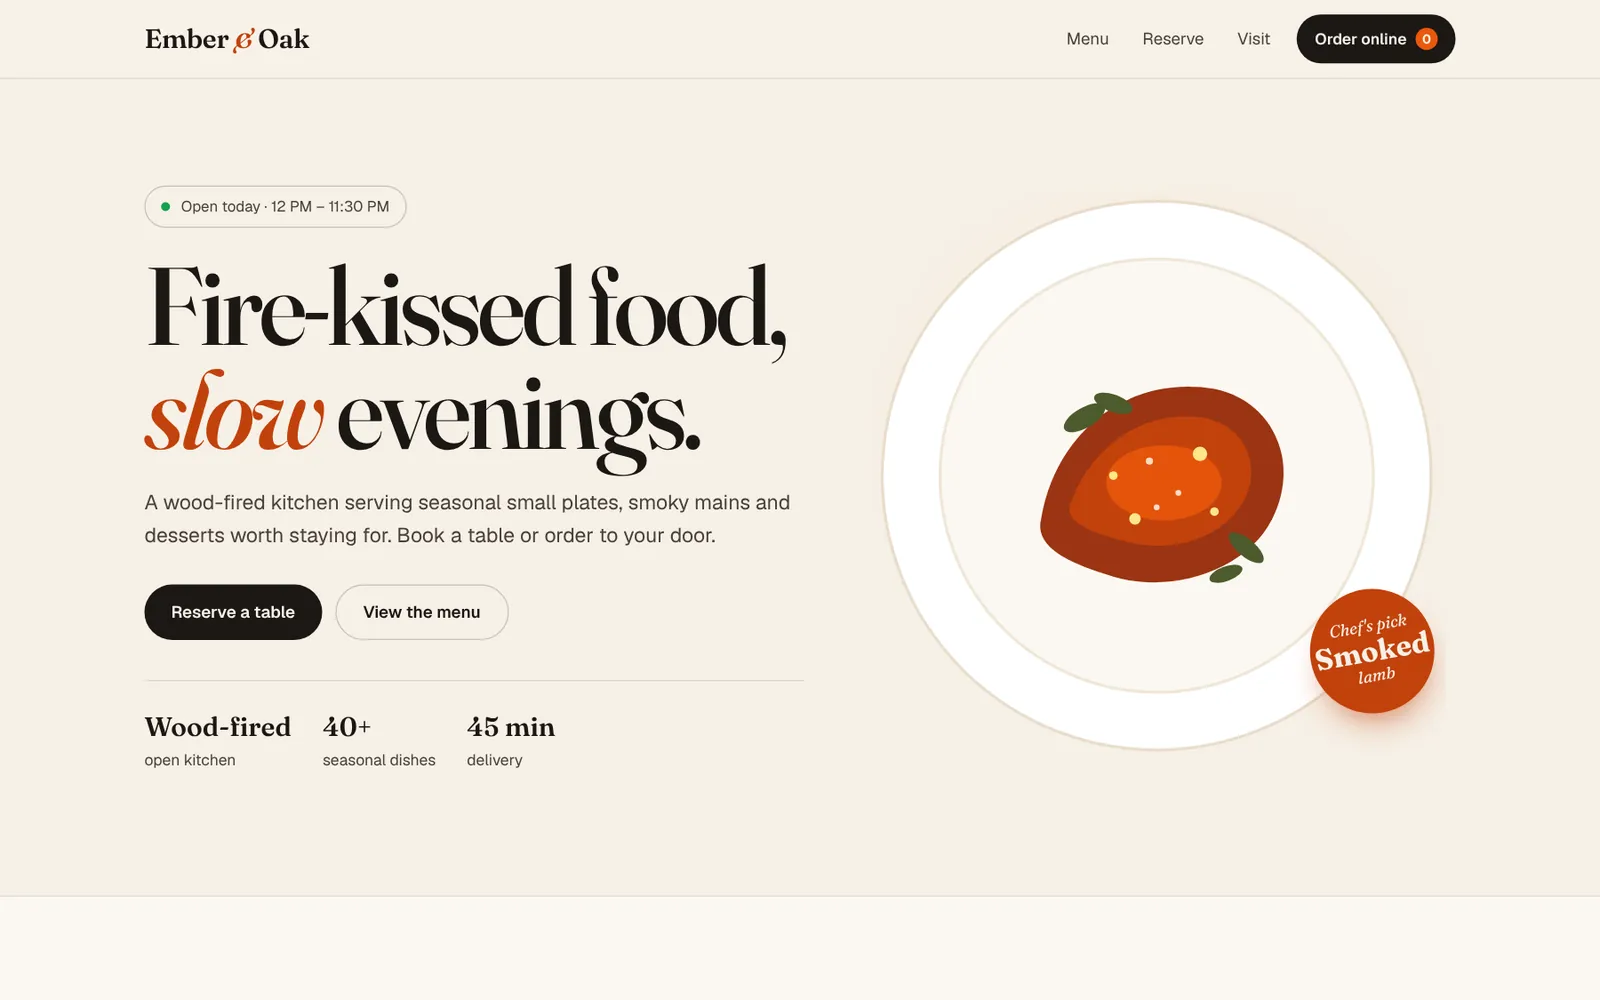 Ember & Oak
Menu
Reserve
Visit
Order online 0
Open today · 12 PM – 11:30 PM
Fire-kissed food,
slow evenings.
A wood-fired kitchen serving seasonal small plates, smoky mains and
desserts worth staying for. Book a table or order to your door.
Reserve a table
View the menu
Wood-fired
open kitchen
40+
seasonal dishes
45 min
delivery
Chef's pick
Smoked
lamb